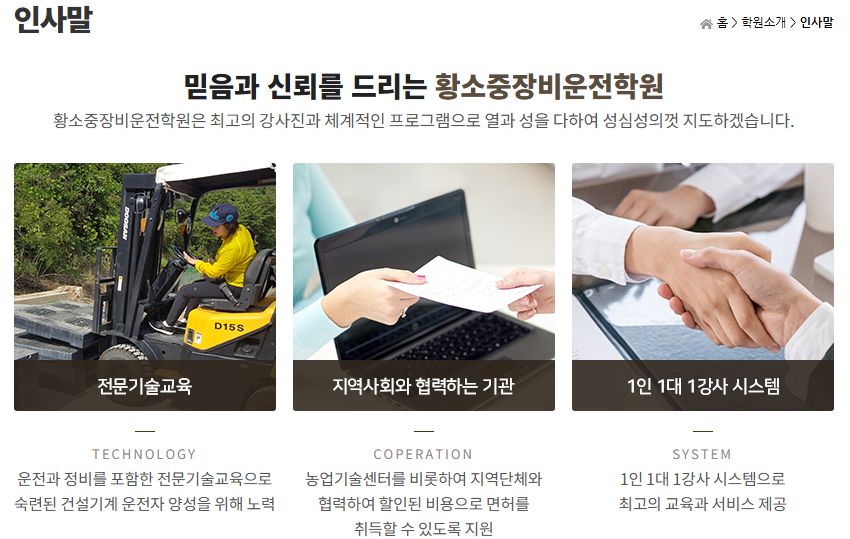 인사말
홈 > 학원소개 > 인사말
믿음과 신뢰를 드리는 황소중장비운전학원
황소중장비운전학원은 최고의 강사진과 체계적인 프로그램으로 열과 성을 다하여 성심성의껏 지도하겠습니다.
DOOSAN
D15S
전문기술교육
지역사회와 협력하는 기관
1인 1대 1강사 시스템
TECHNOLOGY
운전과 정비를 포함한 전문기술교육으로
숙련된 건설기계 운전자 양성을 위해 노력
COPERATION
농업기술센터를 비롯하여 지역단체와
협력하여 할인된 비용으로 면허를
취득할 수 있도록 지원
SYSTEM
1인 1대 1강사 시스템으로
최고의 교육과 서비스 제공